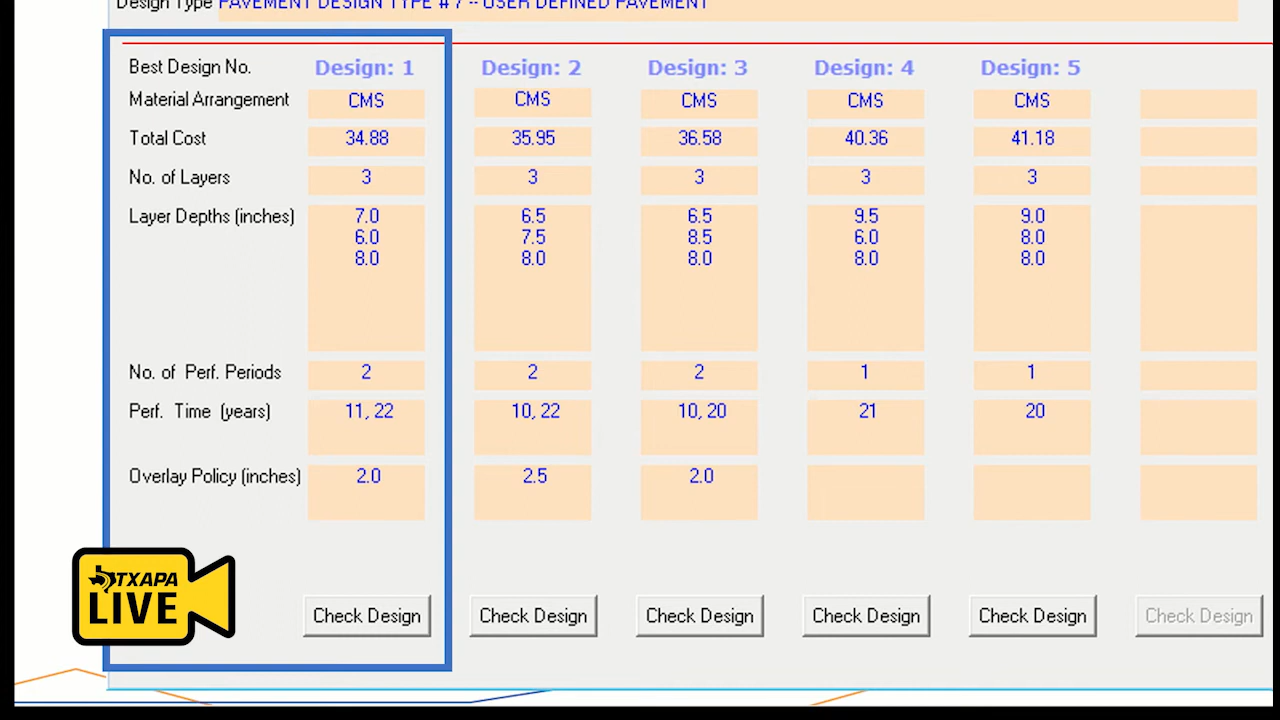 Design Type PAVEMENT DESIGN TYPE # 7 -- USER DEFINED PAVEMENT
Best Design No. Design: 1 Design: 2 Design: 3 Design: 4 Design: 5
Material Arrangement CMS CMS CMS CMS CMS
Total Cost 34.88 35.95 36.58 40.36 41.18
No. of Layers 3 3 3 3 3
Layer Depths (inches) 7.0 6.5 6.5 9.5 9.0
6.0 7.5 8.5 6.0 8.0
8.0 8.0 8.0 8.0 8.0
No. of Perf. Periods 2 2 2 1 1
Perf. Time (years) 11, 22 10, 22 10, 20 21 20
Overlay Policy (inches) 2.0 2.5 2.0
TXAPA
LIVE
Check Design Check Design Check Design Check Design Check Design Check Design